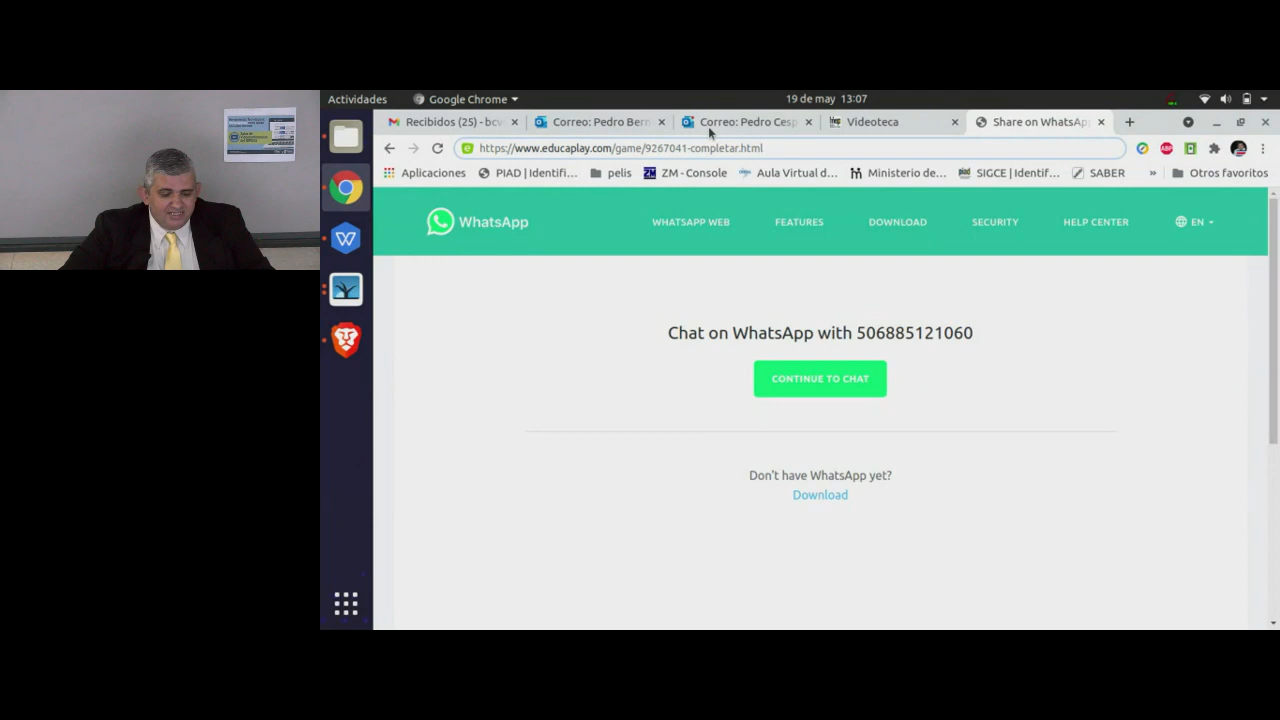 Actividades
Google Chrome
19 de may 13:07
Recibidos (25) - bcv
Correo: Pedro Bern
Correo: Pedro Cesp
Videoteca
Share on WhatsApp
https://www.educaplay.com/game/9267041-completar.html
Aplicaciones
PIAD | Identifi...
pelis
ZM - Console
Aula Virtual d...
Ministerio de...
SIGCE | Identif...
SABER
»
Otros favoritos
WhatsApp
WHATSAPP WEB
FEATURES
DOWNLOAD
SECURITY
HELP CENTER
EN
Chat on WhatsApp with 506885121060
CONTINUE TO CHAT
Don't have WhatsApp yet?
Download